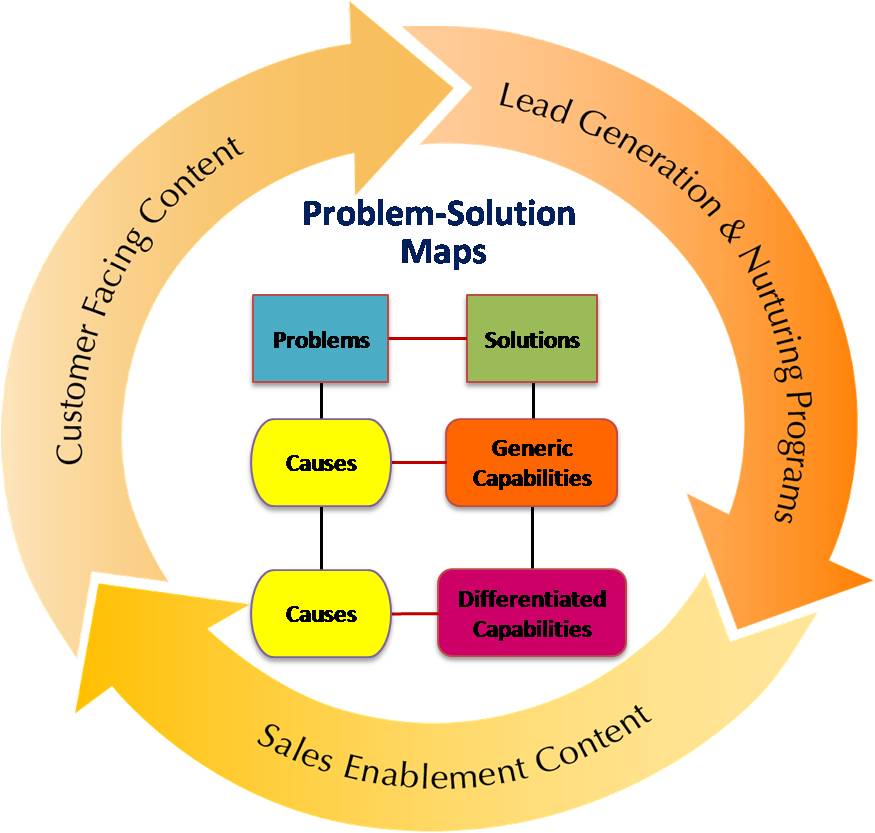 Customer Facing Content
Lead Generation & Nurturing Programs
Problem-Solution
Maps
Problems
Solutions
Causes
Generic
Capabilities
Causes
Differentiated
Capabilities
Sales Enablement Content